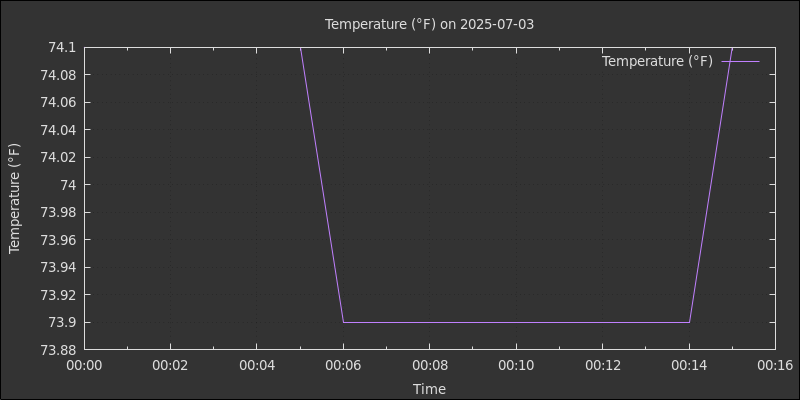 Temperature (°F) on 2025-07-03
Temperature (°F)
74.1
74.08
74.06
74.04
74.02
74
73.98
73.96
73.94
73.92
73.9
73.88
Temperature (°F)
00:00 00:02 00:04 00:06 00:08 00:10 00:12 00:14 00:16
Time